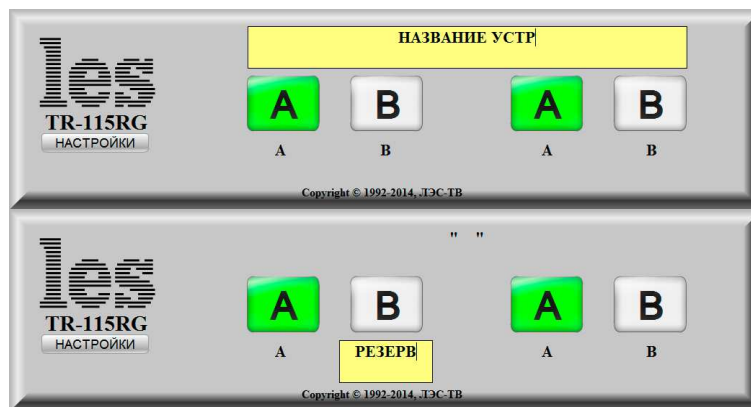 les
TR-115RG
НАСТРОЙКИ
НАЗВАНИЕ УСТР
A B A B
A B A B
Copyright © 1992-2014, ЛЭС-ТВ
les
TR-115RG
НАСТРОЙКИ
" "
A B A B
A РЕЗЕРВ A B
Copyright © 1992-2014, ЛЭС-ТВ